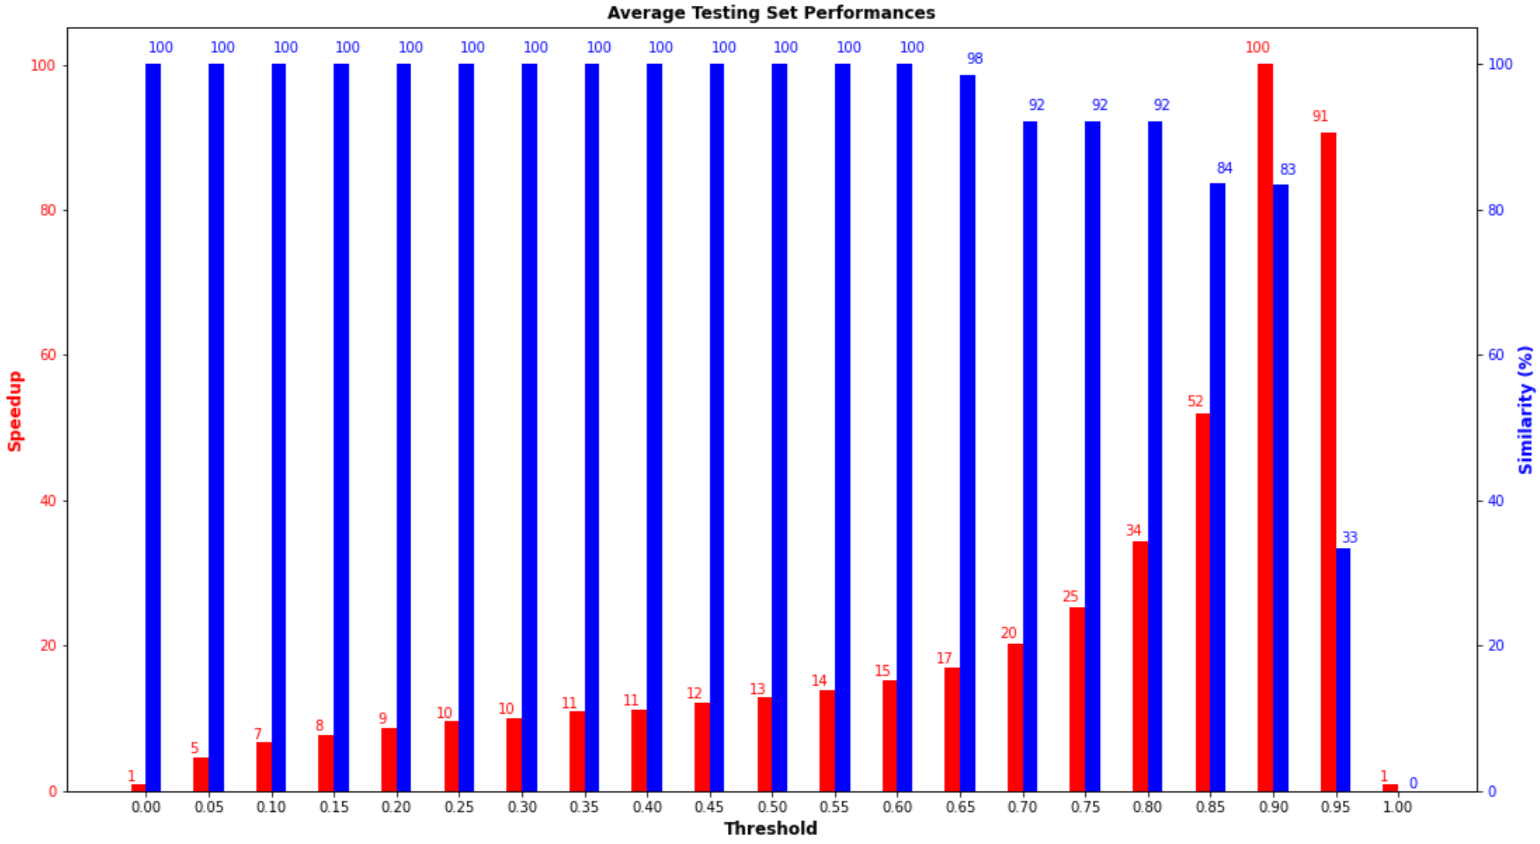 Average Testing Set Performances
100 100 100 100 100 100 100 100 100 100 100 100 100 98 92 92 92 84 83 33 0
1 5 7 8 9 10 10 11 11 12 13 14 15 17 20 25 34 52 100 91 1
Speedup
100
80
60
40
20
0
Similarity (%)
100
80
60
40
20
0
0.00 0.05 0.10 0.15 0.20 0.25 0.30 0.35 0.40 0.45 0.50 0.55 0.60 0.65 0.70 0.75 0.80 0.85 0.90 0.95 1.00
Threshold